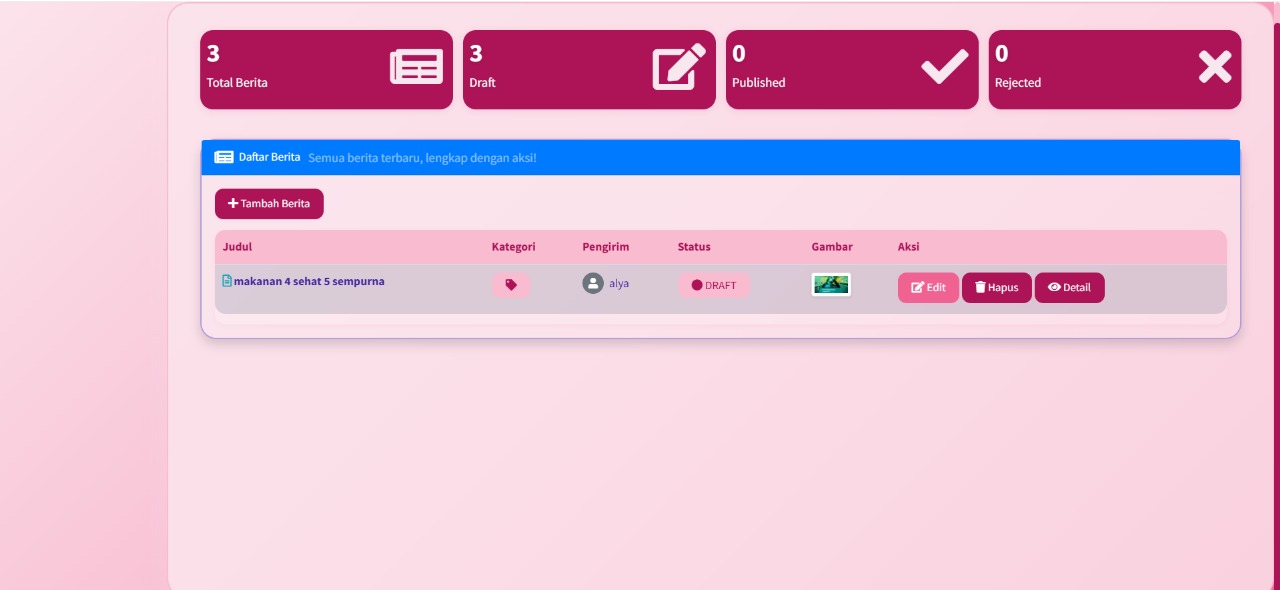 3
Total Berita
3
Draft
0
Published
0
Rejected
Daftar Berita Semua berita terbaru, lengkap dengan aksi!
Tambah Berita
Judul Kategori Pengirim Status Gambar Aksi
makanan 4 sehat 5 sempurna alya DRAFT Edit Hapus Detail